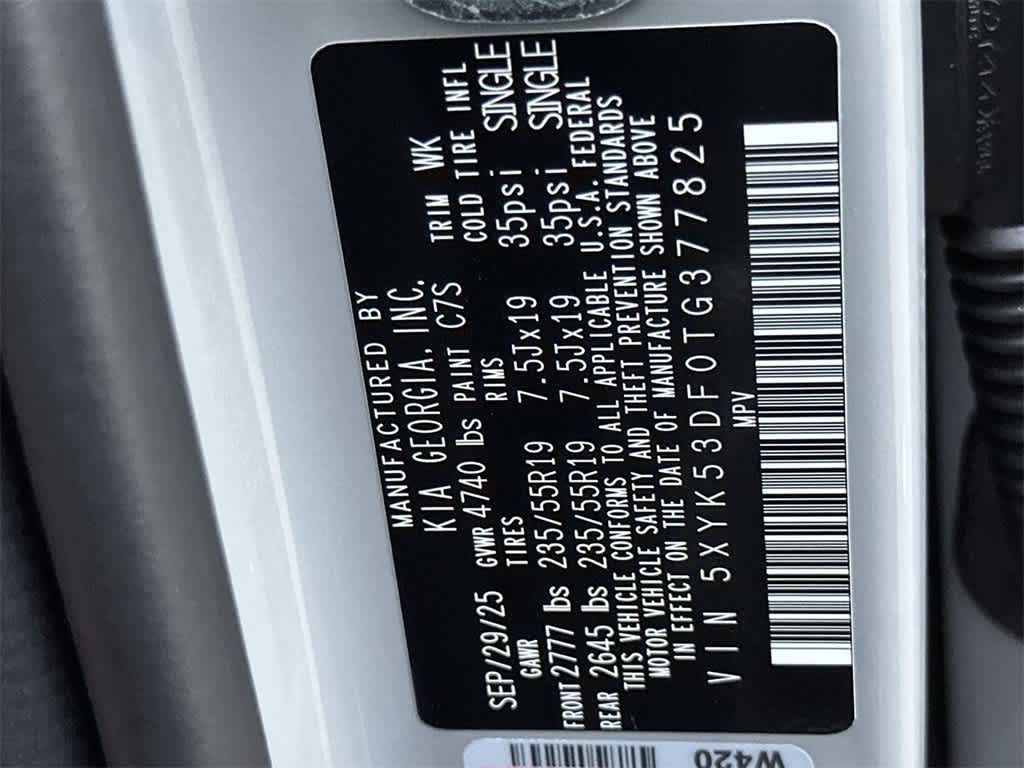 MANUFACTURED BY
KIA GEORGIA, INC.
SEP/29/25 GVWR 4740 lbs PAINT C7S TRIM WK
GAWR TIRES RIMS COLD TIRE INFL
FRONT 2777 lbs 235/55R19 7.5Jx19 35psi SINGLE
REAR 2645 lbs 235/55R19 7.5Jx19 35psi SINGLE
THIS VEHICLE CONFORMS TO ALL APPLICABLE U.S.A. FEDERAL
MOTOR VEHICLE SAFETY AND THEFT PREVENTION STANDARDS
IN EFFECT ON THE DATE OF MANUFACTURE SHOWN ABOVE
VIN 5XYK53DF0TG377825
MPV
W420